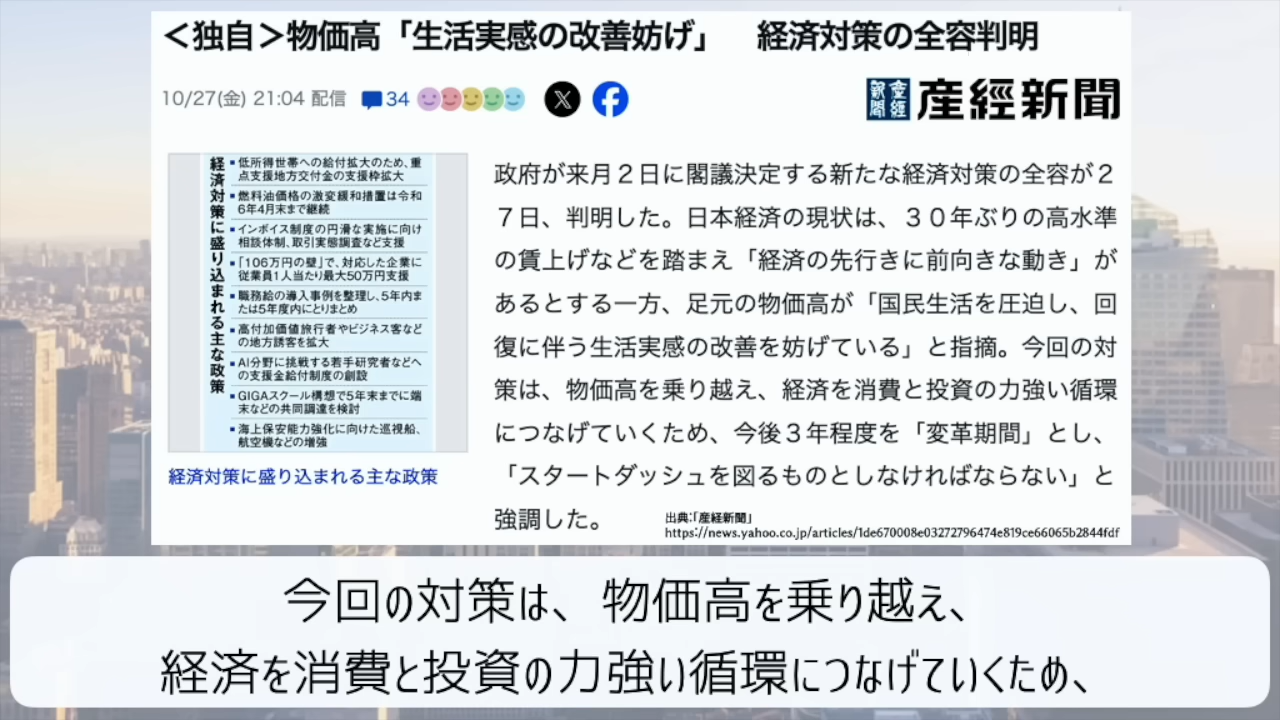 ＜独自＞物価高「生活実感の改善妨げ」　経済対策の全容判明
10/27(金) 21:04 配信 34
産経新聞
産經新聞
経済対策に盛り込まれる主な政策
▪低所得世帯への給付拡大のため、重
点支援地方交付金の支援枠拡大
▪燃料油価格の激変緩和措置は令和
6年4月末まで継続
▪インボイス制度の円滑な実施に向け
相談体制、取引実態調査など支援
▪「106万円の壁」で、対応した企業に
従業員1人当たり最大50万円支援
▪職務給の導入事例を整理し、5年内ま
たは5年度内にとりまとめ
▪高付加価値旅行者やビジネス客など
の地方誘客を拡大
▪AI分野に挑戦する若手研究者などへ
の支援金給付制度の創設
▪GIGAスクール構想で5年末までに端
末などの共同調達を検討
▪海上保安能力強化に向けた巡視船、
航空機などの増強
経済対策に盛り込まれる主な政策
政府が来月２日に閣議決定する新たな経済対策の全容が２
７日、判明した。日本経済の現状は、３０年ぶりの高水準
の賃上げなどを踏まえ「経済の先行きに前向きな動き」が
あるとする一方、足元の物価高が「国民生活を圧迫し、回
復に伴う生活実感の改善を妨げている」と指摘。今回の対
策は、物価高を乗り越え、経済を消費と投資の力強い循環
につなげていくため、今後３年程度を「変革期間」とし、
「スタートダッシュを図るものとしなければならない」と
強調した。
出典:「産経新聞」
https://news.yahoo.co.jp/articles/1de670008e03272796474e819ce66065b2844fdf
今回の対策は、物価高を乗り越え、
経済を消費と投資の力強い循環につなげていくため、